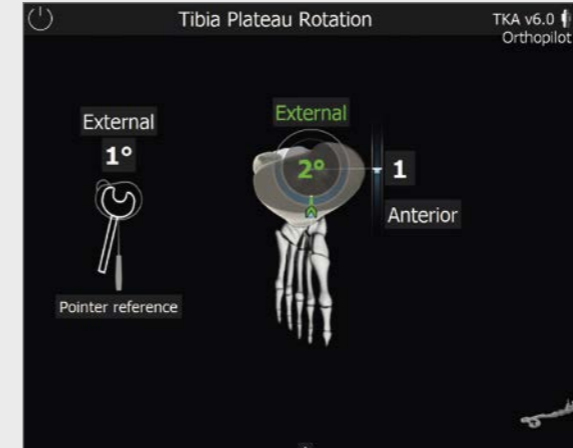 Tibia Plateau Rotation
TKA v6.0
Orthopilot
External
1°
Pointer reference
External
2°
1
Anterior